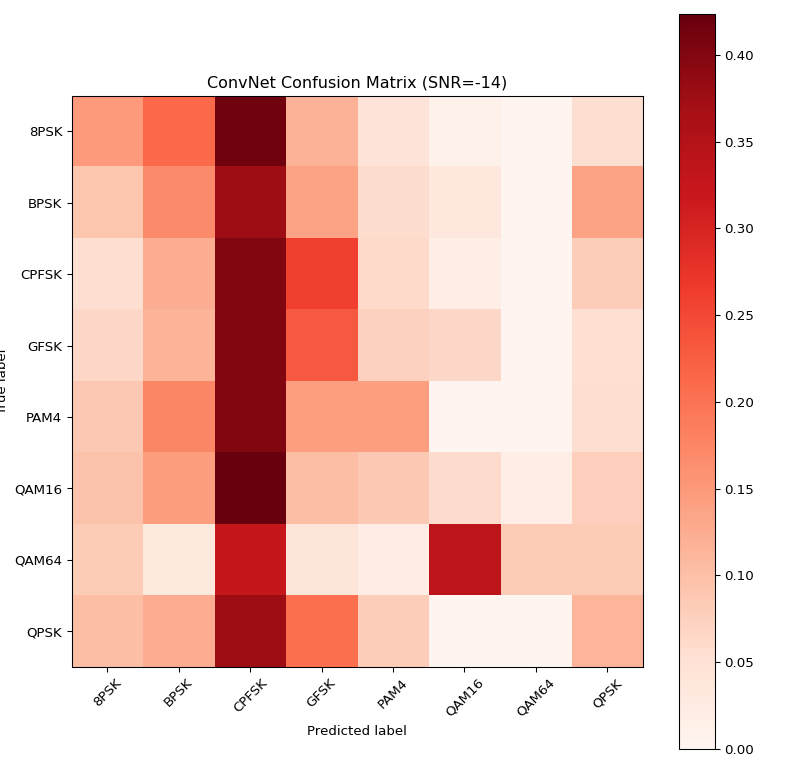 ConvNet Confusion Matrix (SNR=-14)
8PSK
BPSK
CPFSK
GFSK
PAM4
QAM16
QAM64
QPSK
label
8PSK BPSK CPFSK GFSK PAM4 QAM16 QAM64 QPSK
Predicted label
0.40
0.35
0.30
0.25
0.20
0.15
0.10
0.05
0.00